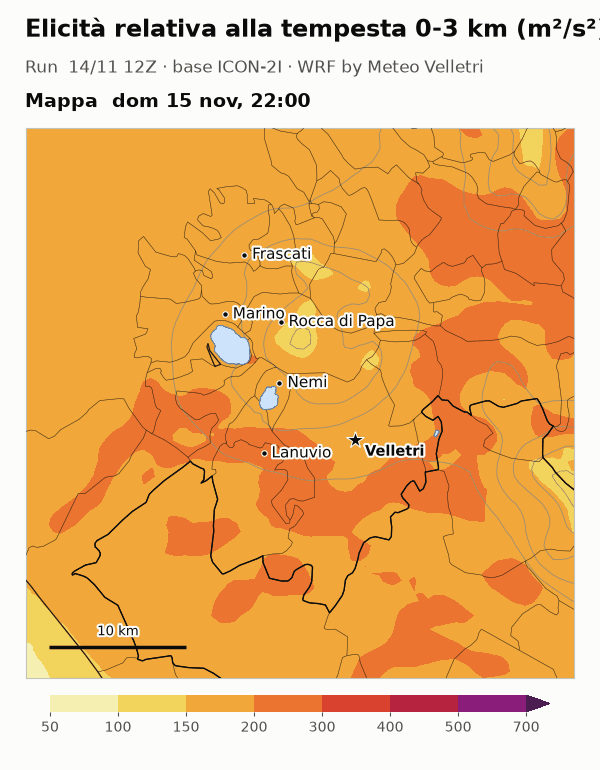 Elicità relativa alla tempesta 0-3 km (m²/s²)
Run 14/11 12Z · base ICON-2I · WRF by Meteo Velletri
Mappa dom 15 nov, 22:00
Frascati
Marino
Rocca di Papa
Nemi
Velletri
Lanuvio
10 km
50 100 150 200 300 400 500 700